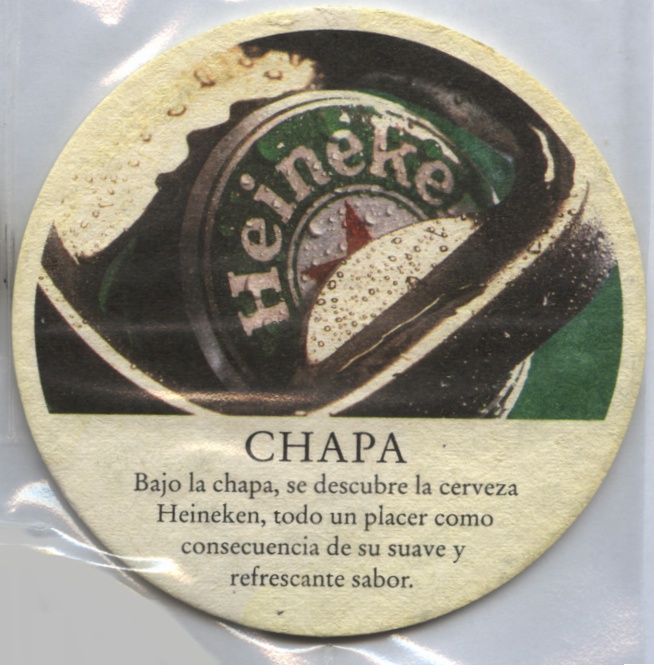 Heineke
CHAPA
Bajo la chapa, se descubre la cerveza
Heineken, todo un placer como
consecuencia de su suave y
refrescante sabor.